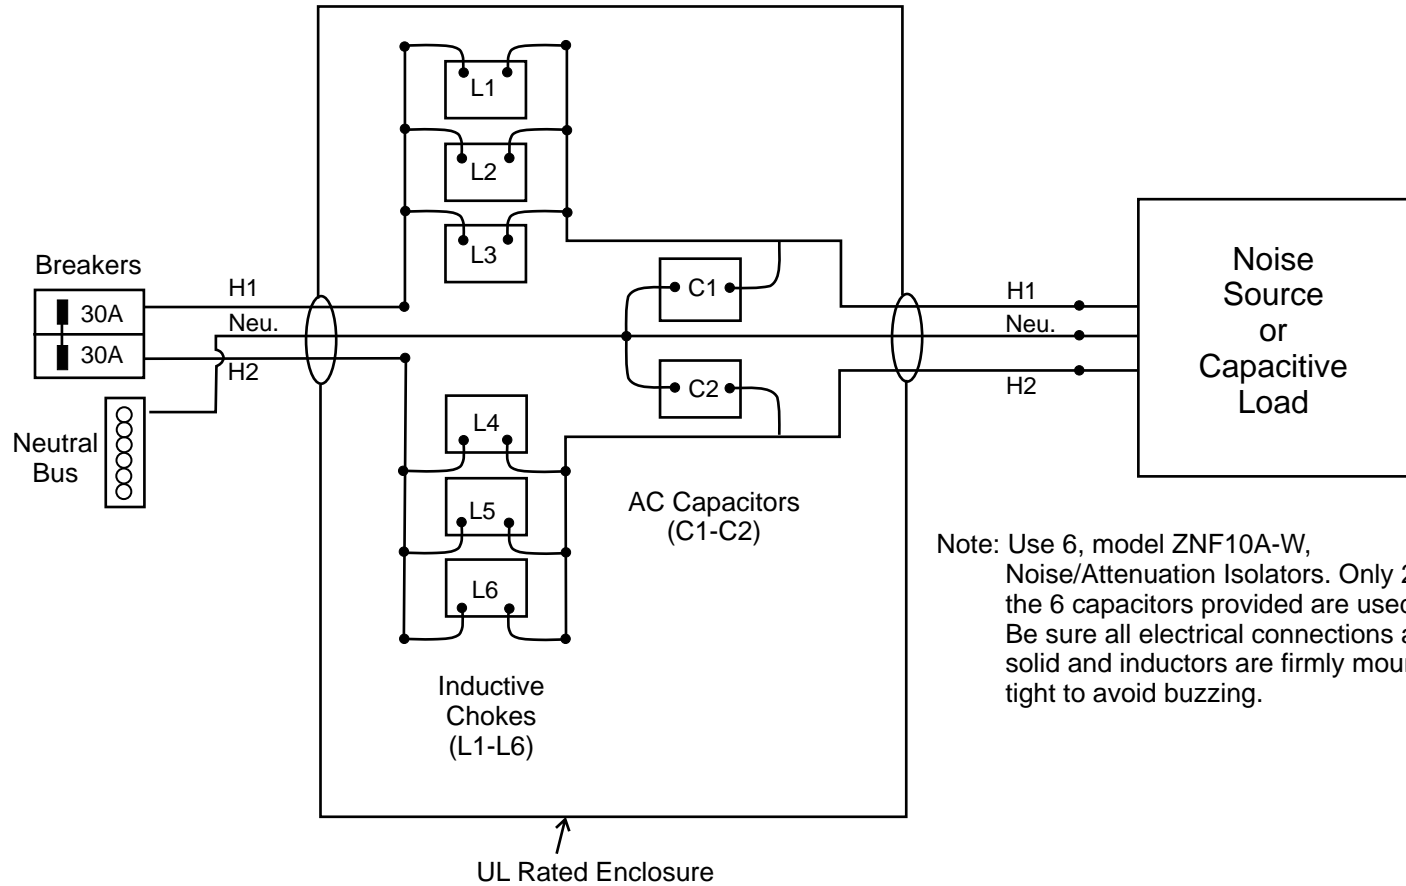 L1
L2
L3
Breakers
30A
30A
H1
Neu.
H2
C1
C2
H1
Neu.
H2
Noise
Source
or
Capacitive
Load
Neutral
Bus
L4
L5
L6
AC Capacitors
(C1-C2)
Inductive
Chokes
(L1-L6)
Note: Use 6, model ZNF10A-W,
Noise/Attenuation Isolators. Only 2
the 6 capacitors provided are used
Be sure all electrical connections a
solid and inductors are firmly mou
tight to avoid buzzing.
UL Rated Enclosure